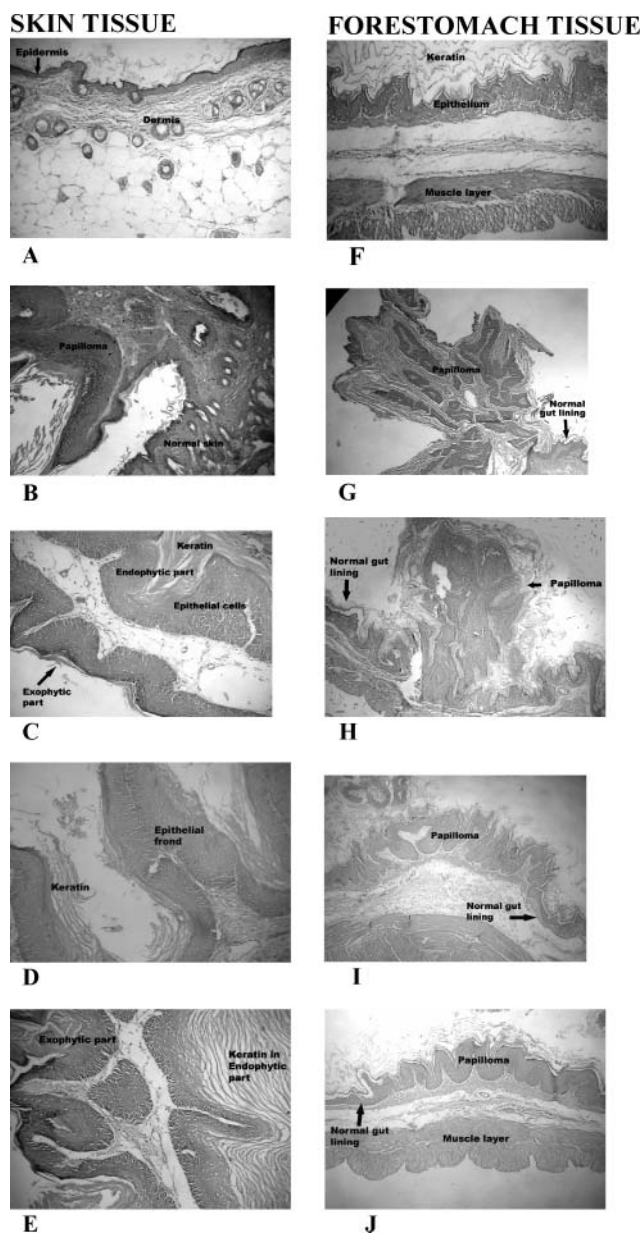 SKIN TISSUE
Epidermis
Dermis
A
Papilloma
Normal skin
B
Keratin
Endophytic part
Epithelial cells
Exophytic
part
C
Epithelial
frond
Keratin
D
Exophytic part
Keratin in
Endophytic
part
E
FORESTOMACH TISSUE
Keratin
Epithelium
Muscle layer
F
Papilloma
Normal
gut lining
G
Normal gut
lining
Papilloma
H
Papilloma
Normal gut
lining
I
Papilloma
Normal gut
lining
Muscle layer
J